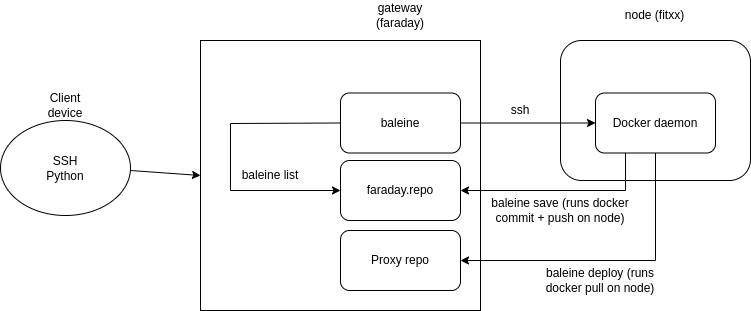 gateway
(faraday)
node (fitxx)
Client
device
SSH
Python
baleine
ssh
Docker daemon
baleine list
faraday.repo
baleine save (runs docker
commit + push on node)
Proxy repo
baleine deploy (runs
docker pull on node)